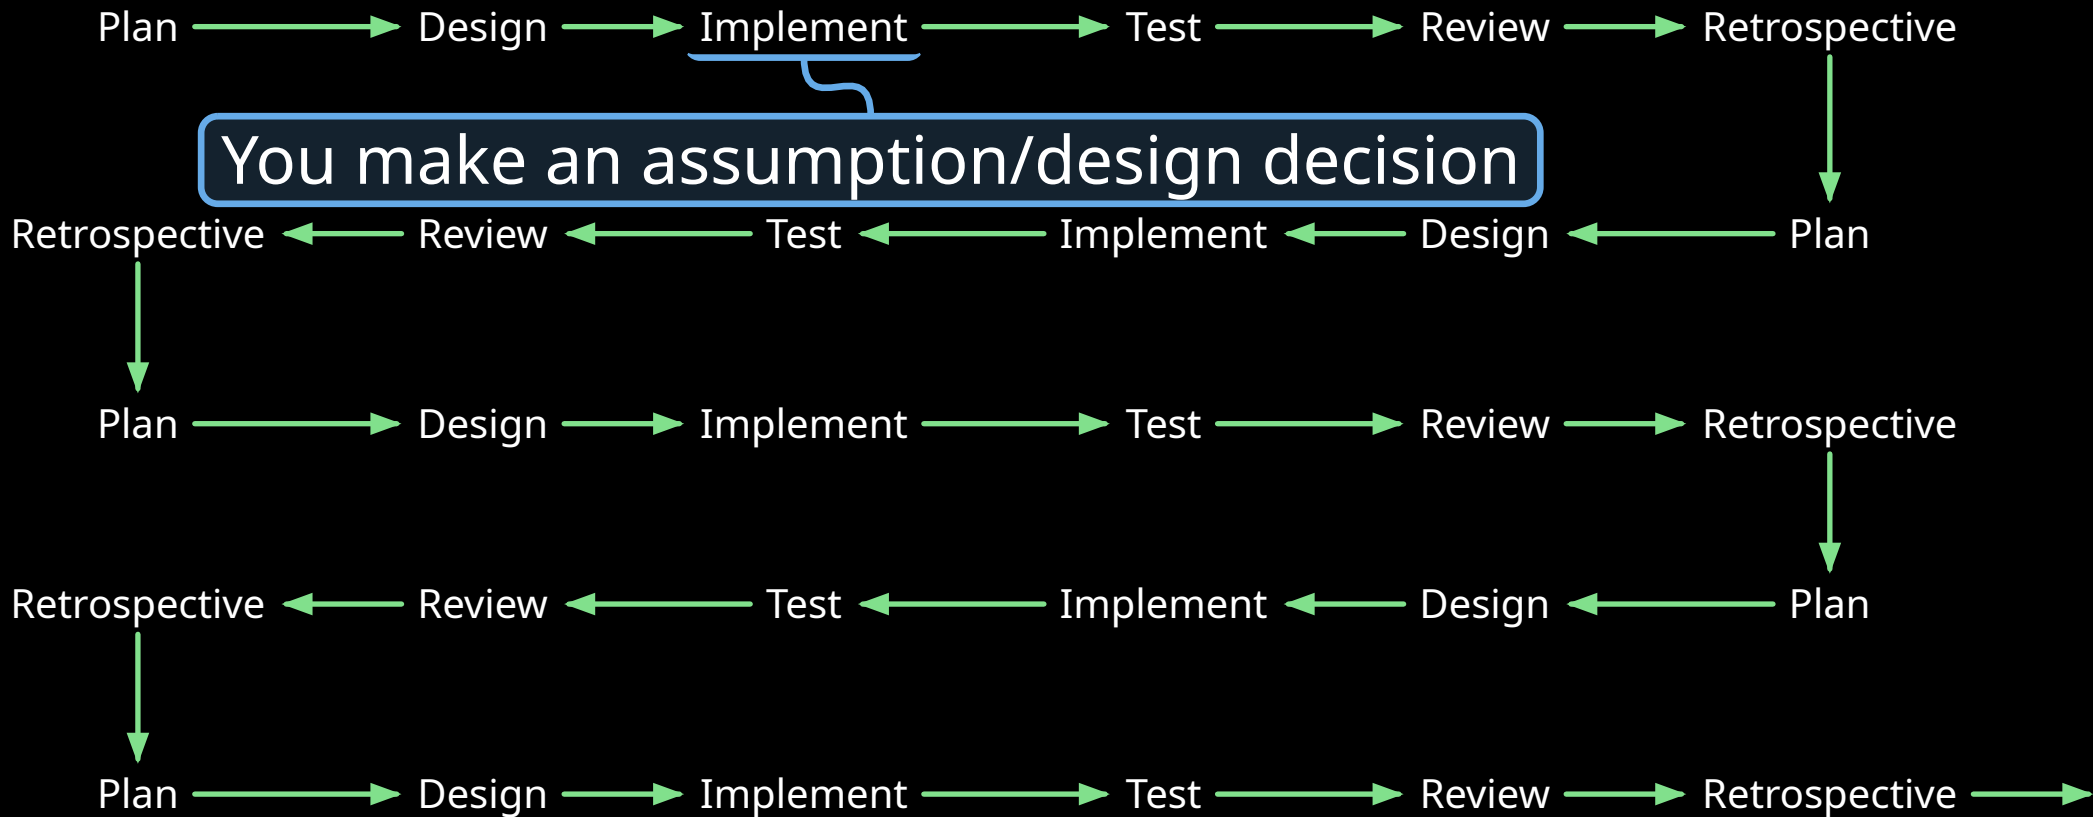 Plan Design Implement Test Review Retrospective
You make an assumption/design decision
Retrospective Review Test Implement Design Plan
Plan Design Implement Test Review Retrospective
Retrospective Review Test Implement Design Plan
Plan Design Implement Test Review Retrospective